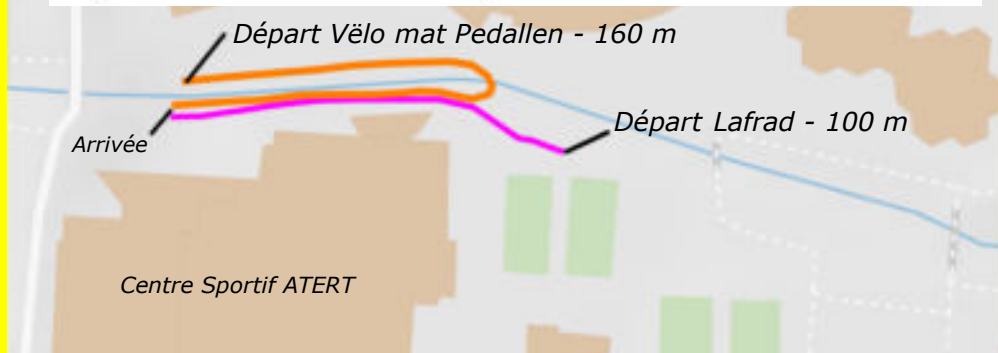 Départ Vëlo mat Pedallen - 160 m
Départ Lafrad - 100 m
Arrivée
Centre Sportif ATERT